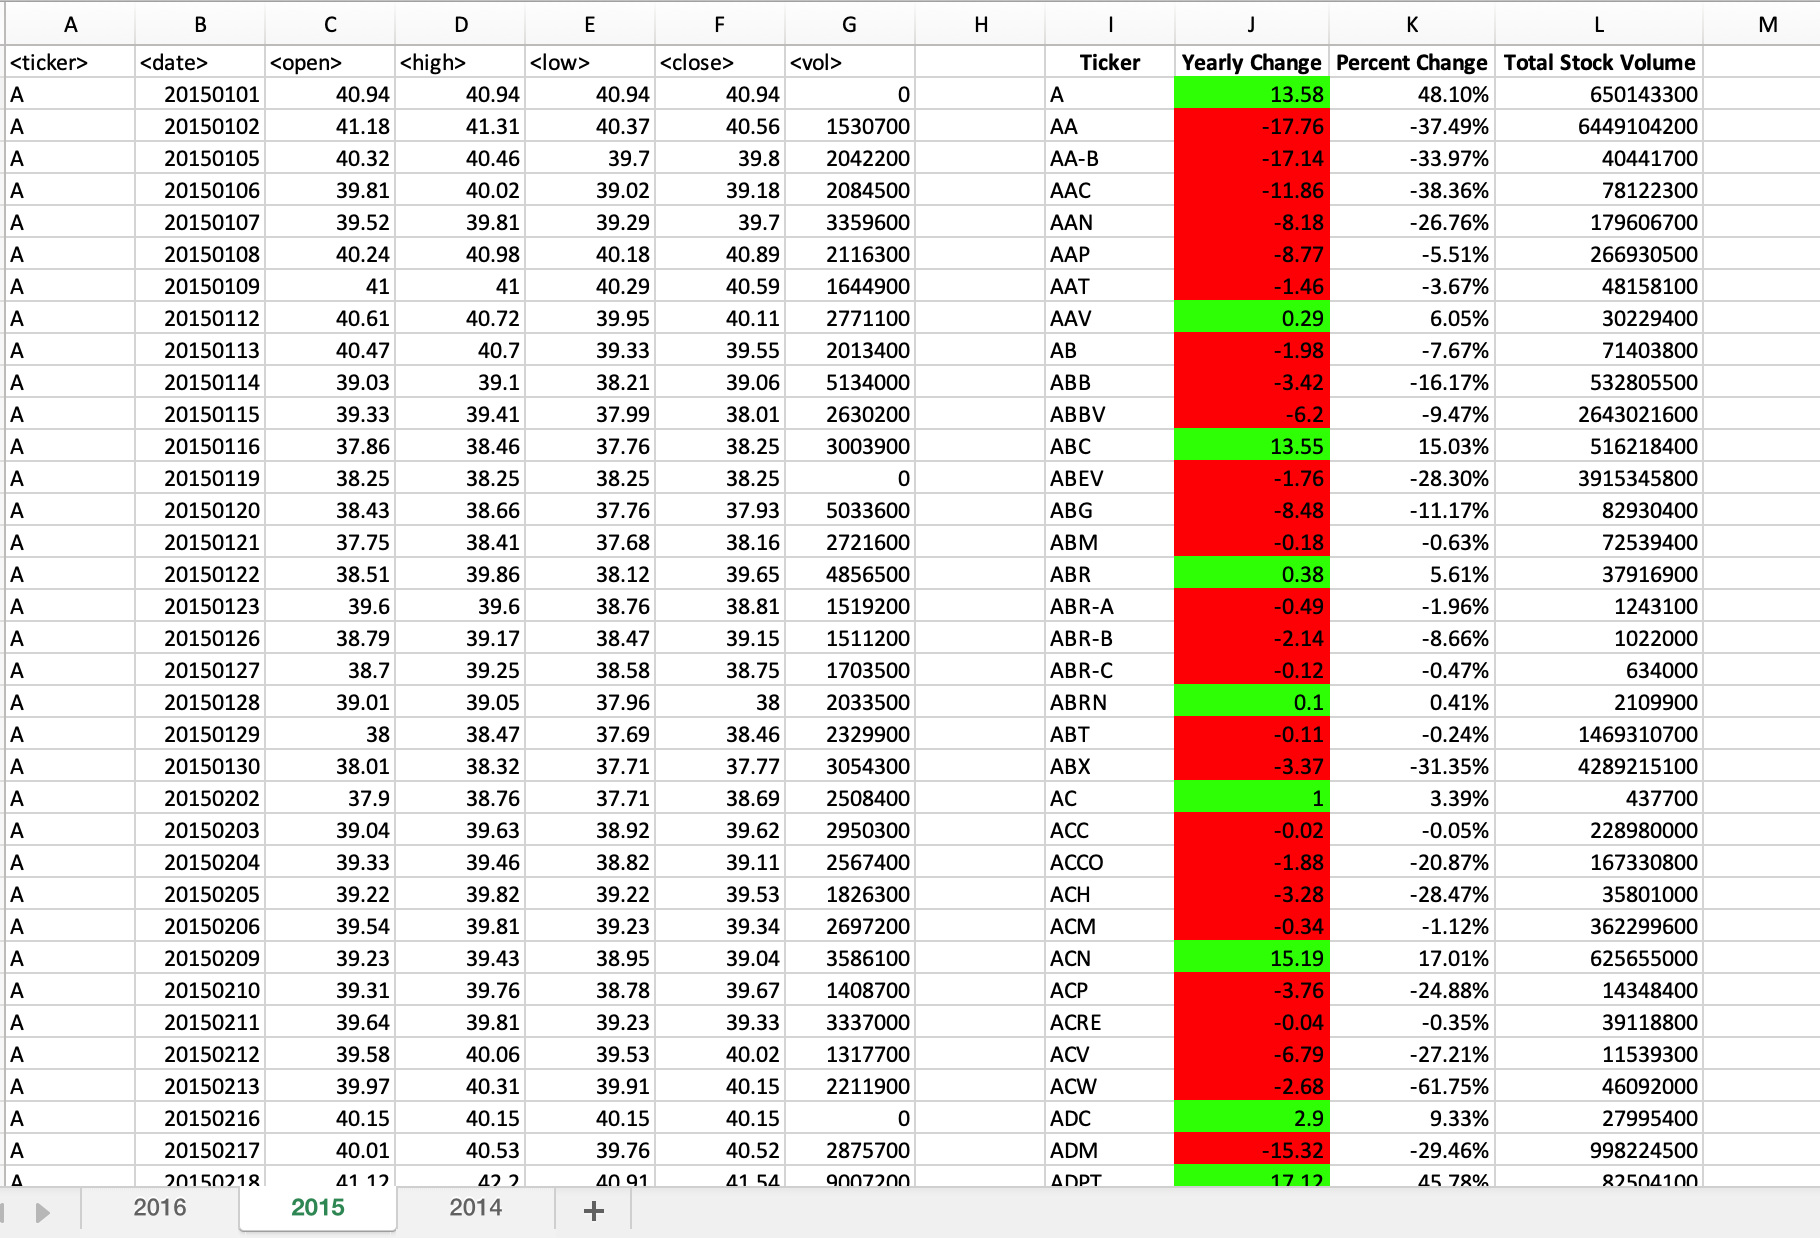 A B C D E F G H I J K L M
<ticker> <date> <open> <high> <low> <close> <vol> Ticker Yearly Change Percent Change Total Stock Volume
A 20150101 40.94 40.94 40.94 40.94 0 A 13.58 48.10% 650143300
A 20150102 41.18 41.31 40.37 40.56 1530700 AA -17.76 -37.49% 6449104200
A 20150105 40.32 40.46 39.7 39.8 2042200 AA-B -17.14 -33.97% 40441700
A 20150106 39.81 40.02 39.02 39.18 2084500 AAC -11.86 -38.36% 78122300
A 20150107 39.52 39.81 39.29 39.7 3359600 AAN -8.18 -26.76% 179606700
A 20150108 40.24 40.98 40.18 40.89 2116300 AAP -8.77 -5.51% 266930500
A 20150109 41 41 40.29 40.59 1644900 AAT -1.46 -3.67% 48158100
A 20150112 40.61 40.72 39.95 40.11 2771100 AAV 0.29 6.05% 30229400
A 20150113 40.47 40.7 39.33 39.55 2013400 AB -1.98 -7.67% 71403800
A 20150114 39.03 39.1 38.21 39.06 5134000 ABB -3.42 -16.17% 532805500
A 20150115 39.33 39.41 37.99 38.01 2630200 ABBV -6.2 -9.47% 2643021600
A 20150116 37.86 38.46 37.76 38.25 3003900 ABC 13.55 15.03% 516218400
A 20150119 38.25 38.25 38.25 38.25 0 ABEV -1.76 -28.30% 3915345800
A 20150120 38.43 38.66 37.76 37.93 5033600 ABG -8.48 -11.17% 82930400
A 20150121 37.75 38.41 37.68 38.16 2721600 ABM -0.18 -0.63% 72539400
A 20150122 38.51 39.86 38.12 39.65 4856500 ABR 0.38 5.61% 37916900
A 20150123 39.6 39.6 38.76 38.81 1519200 ABR-A -0.49 -1.96% 1243100
A 20150126 38.79 39.17 38.47 39.15 1511200 ABR-B -2.14 -8.66% 1022000
A 20150127 38.7 39.25 38.58 38.75 1703500 ABR-C -0.12 -0.47% 634000
A 20150128 39.01 39.05 37.96 38 2033500 ABRN 0.1 0.41% 2109900
A 20150129 38 38.47 37.69 38.46 2329900 ABT -0.11 -0.24% 1469310700
A 20150130 38.01 38.32 37.71 37.77 3054300 ABX -3.37 -31.35% 4289215100
A 20150202 37.9 38.76 37.71 38.69 2508400 AC 1 3.39% 437700
A 20150203 39.04 39.63 38.92 39.62 2950300 ACC -0.02 -0.05% 228980000
A 20150204 39.33 39.46 38.82 39.11 2567400 ACCO -1.88 -20.87% 167330800
A 20150205 39.22 39.82 39.22 39.53 1826300 ACH -3.28 -28.47% 35801000
A 20150206 39.54 39.81 39.23 39.34 2697200 ACM -0.34 -1.12% 362299600
A 20150209 39.23 39.43 38.95 39.04 3586100 ACN 15.19 17.01% 625655000
A 20150210 39.31 39.76 38.78 39.67 1408700 ACP -3.76 -24.88% 14348400
A 20150211 39.64 39.81 39.23 39.33 3337000 ACRE -0.04 -0.35% 39118800
A 20150212 39.58 40.06 39.53 40.02 1317700 ACV -6.79 -27.21% 11539300
A 20150213 39.97 40.31 39.91 40.15 2211900 ACW -2.68 -61.75% 46092000
A 20150216 40.15 40.15 40.15 40.15 0 ADC 2.9 9.33% 27995400
A 20150217 40.01 40.53 39.76 40.52 2875700 ADM -15.32 -29.46% 998224500
A 20150218 41.12 42.2 40.91 41.54 9007200 ADPT 17.12 45.78% 82504100
2016 2015 2014 +